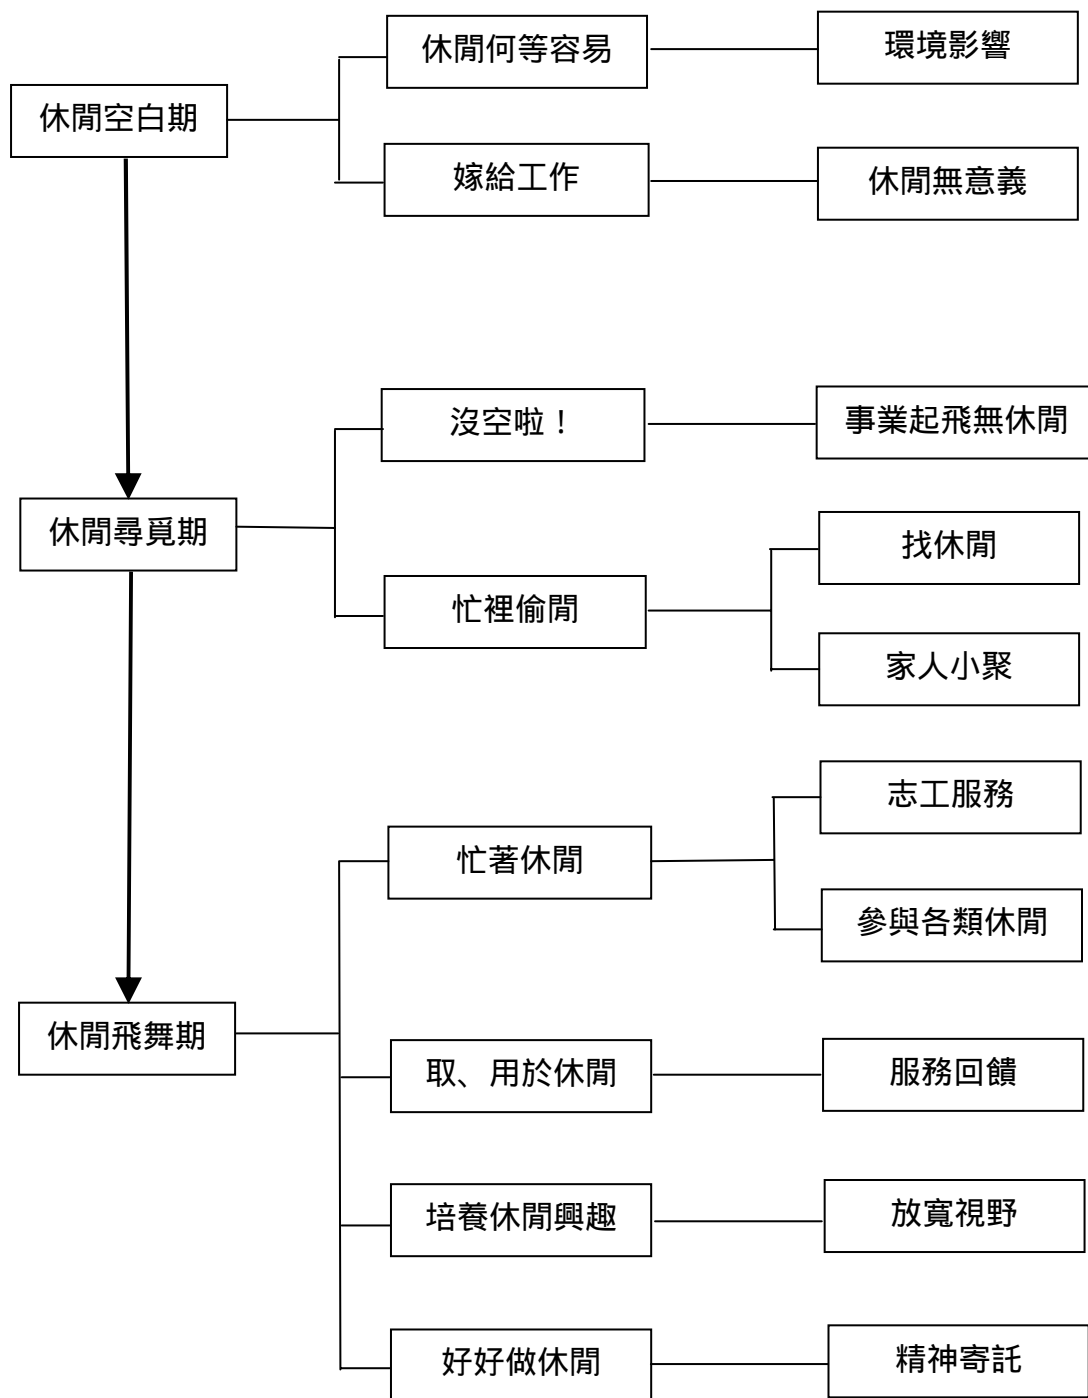 休閒何等容易
環境影響
休閒空白期
嫁給工作
休閒無意義
沒空啦！
事業起飛無休閒
休閒尋覓期
找休閒
忙裡偷閒
家人小聚
志工服務
忙著休閒
參與各類休閒
休閒飛舞期
取、用於休閒
服務回饋
培養休閒興趣
放寬視野
好好做休閒
精神寄託